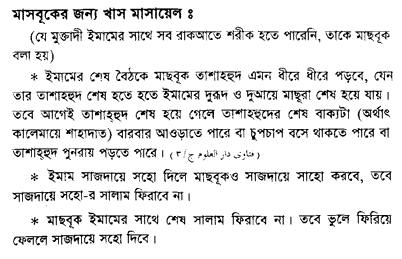 মাসবূকের জন্য খাস মাসায়েল ঃ
(যে মুক্তাদী ইমামের সাথে সব রাকআতে শরীক হতে পারেনি, তাকে মাছবূক
বলা হয়)
* ইমামের শেষ বৈঠকে মাছবূক তাশাহহুদ এমন ধীরে ধীরে পড়বে, যেন
তার তাশাহহুদ শেষ হতে হতে ইমামের দুরূদ ও দুআয়ে মাছূরা শেষ হয়ে যায়।
তবে আগেই তাশাহহুদ শেষ হয়ে গেলে তাশাহহুদের শেষ বাক্যটা (অর্থাৎ
কালেমায়ে শাহাদাত) বারবার আওড়াতে পারে বা চুপচাপ বসে থাকতে পারে বা
তাশাহহুদ পুনরায় পড়তে পারে। (فتاوى دار العلوم ج/٣)
* ইমাম সাজদায়ে সহো দিলে মাছবূকও সাজদায়ে সাহো করবে, তবে
সাজদায়ে সহো-র সালাম ফিরাবে না।
* মাছবূক ইমামের সাথে শেষ সালাম ফিরাবে না। তবে ভুলে ফিরিয়ে
ফেললে সাজদায়ে সহো দিবে।